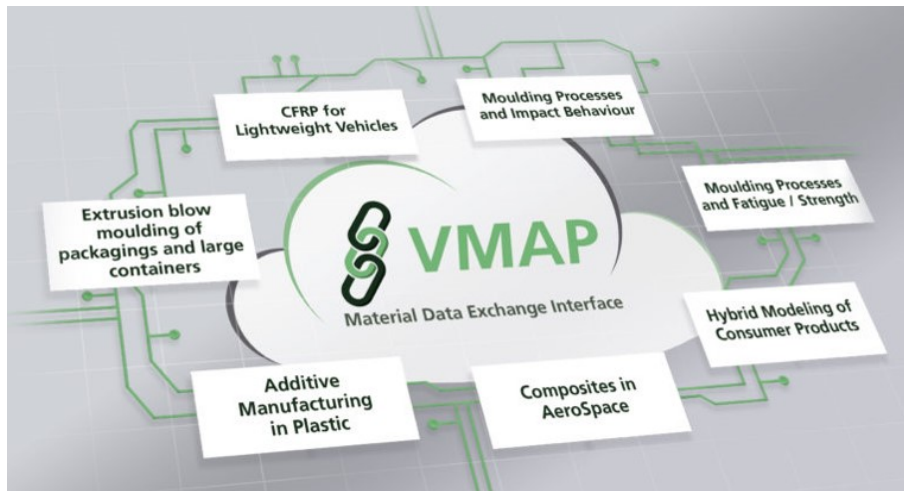 CFRP for
Lightweight Vehicles
Moulding Processes
and Impact Behaviour
Extrusion blow
moulding of
packagings and large
containers
VMAP
Material Data Exchange Interface
Moulding Processes
and Fatigue / Strength
Hybrid Modeling of
Consumer Products
Additive
Manufacturing
in Plastic
Composites in
AeroSpace